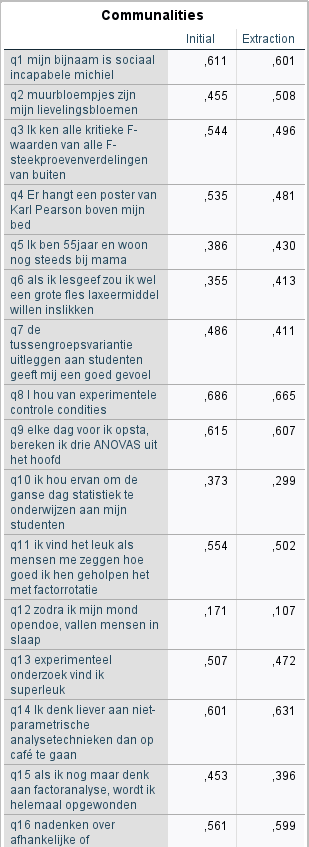 Communalities
Initial Extraction
q1 mijn bijnaam is sociaal ,611 ,601
incapabele michiel
q2 muurbloempjes zijn ,455 ,508
mijn lievelingsbloemen
q3 Ik ken alle kritieke F- ,544 ,496
waarden van alle F-
steekproevenverdelingen
van buiten
q4 Er hangt een poster van ,535 ,481
Karl Pearson boven mijn
bed
q5 Ik ben 55jaar en woon ,386 ,430
nog steeds bij mama
q6 als ik lesgeef zou ik wel ,355 ,413
een grote fles laxeermiddel
willen inslikken
q7 de ,486 ,411
tussengroepsvariantie
uitleggen aan studenten
geeft mij een goed gevoel
q8 I hou van experimentele ,686 ,665
controle condities
q9 elke dag voor ik opsta, ,615 ,607
bereken ik drie ANOVAS uit
het hoofd
q10 ik hou ervan om de ,373 ,299
ganse dag statistiek te
onderwijzen aan mijn
studenten
q11 ik vind het leuk als ,554 ,502
mensen me zeggen hoe
goed ik hen geholpen het
met factorrotatie
q12 zodra ik mijn mond ,171 ,107
opendoe, vallen mensen in
slaap
q13 experimenteel ,507 ,472
onderzoek vind ik
superleuk
q14 Ik denk liever aan niet- ,601 ,631
parametrische
analysetechnieken dan op
café te gaan
q15 als ik nog maar denk ,453 ,396
aan factoranalyse, wordt ik
helemaal opgewonden
q16 nadenken over ,561 ,599
afhankelijke of